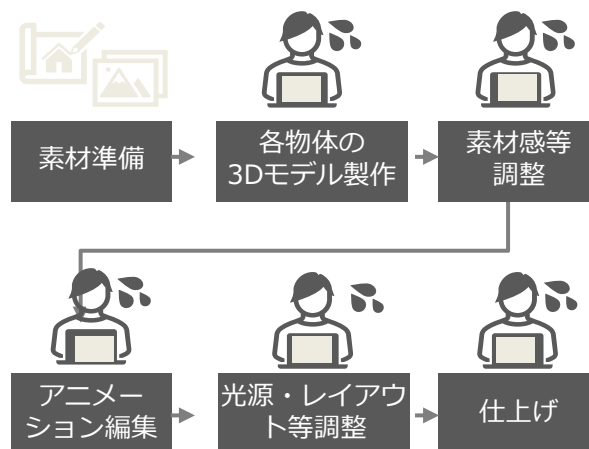 素材準備
各物体の
3Dモデル製作
素材感等
調整
アニメー
ション編集
光源・レイアウ
ト等調整
仕上げ